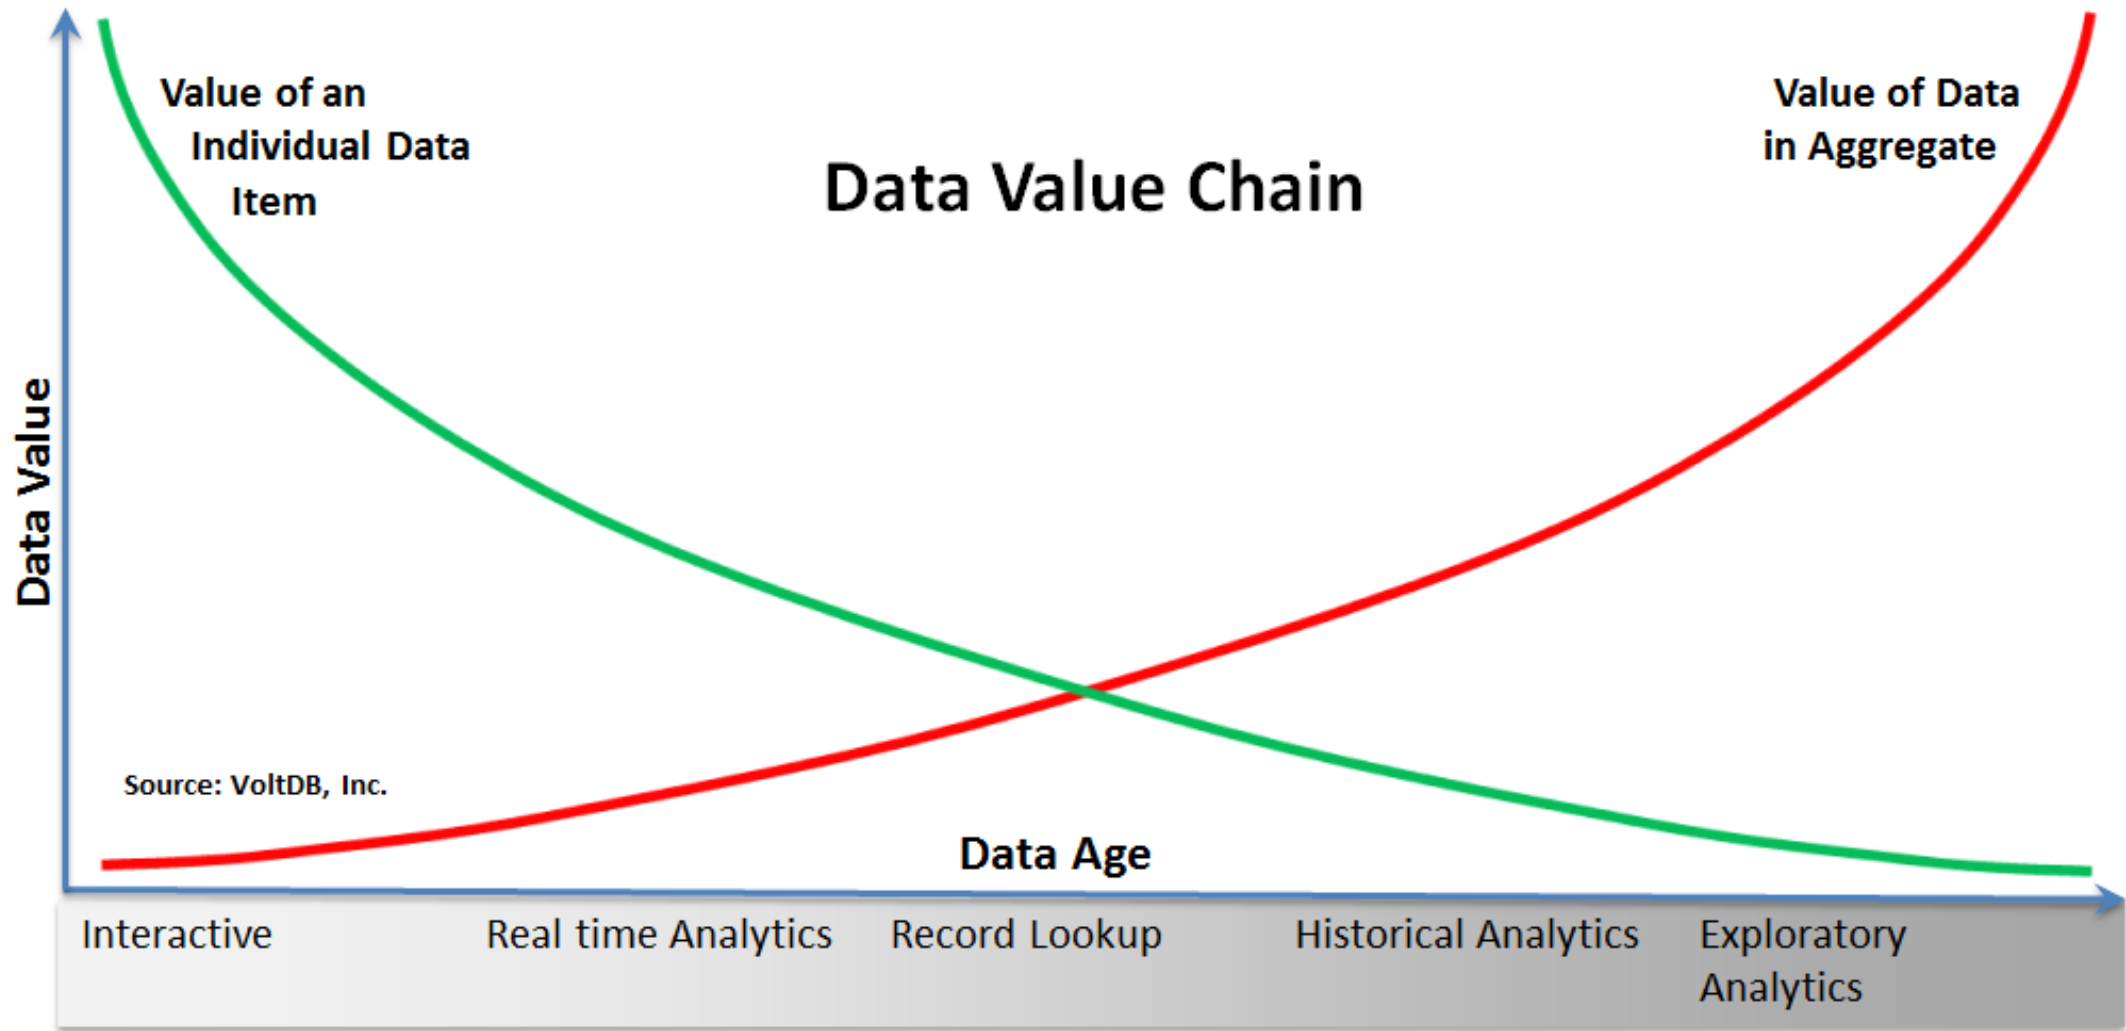 Value of an
Individual Data
Item
Data Value Chain
Value of Data
in Aggregate
Data Value
Source: VoltDB, Inc.
Data Age
Interactive
Real time Analytics
Record Lookup
Historical Analytics
Exploratory
Analytics